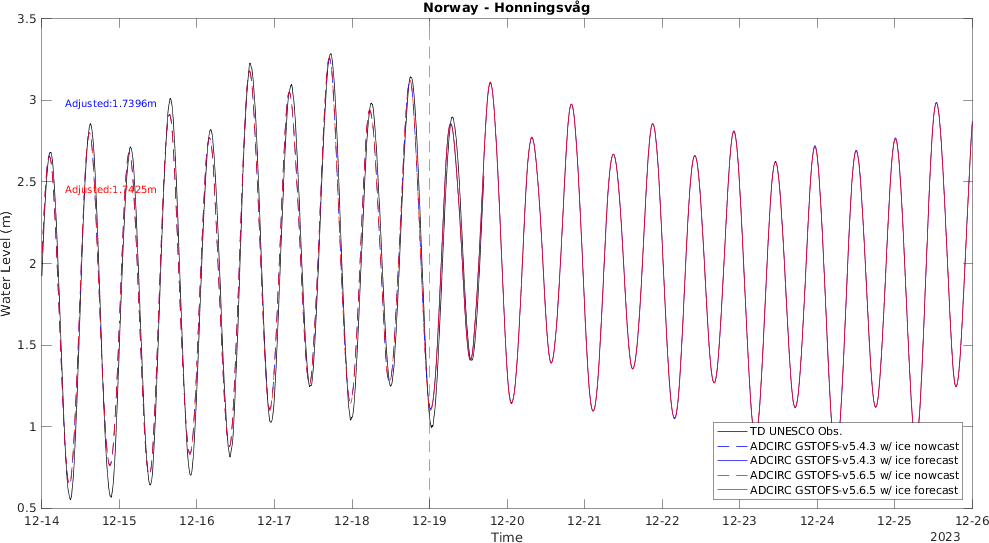 Norway - Honningsvåg
3.5
3
2.5
2
1.5
1
0.5
Water Level (m)
Adjusted:1.7396m
Adjusted:1.7425m
TD UNESCO Obs.
ADCIRC GSTOFS-v5.4.3 w/ ice nowcast
ADCIRC GSTOFS-v5.4.3 w/ ice forecast
ADCIRC GSTOFS-v5.6.5 w/ ice nowcast
ADCIRC GSTOFS-v5.6.5 w/ ice forecast
12-14 12-15 12-16 12-17 12-18 12-19 12-20 12-21 12-22 12-23 12-24 12-25 12-26
Time
2023